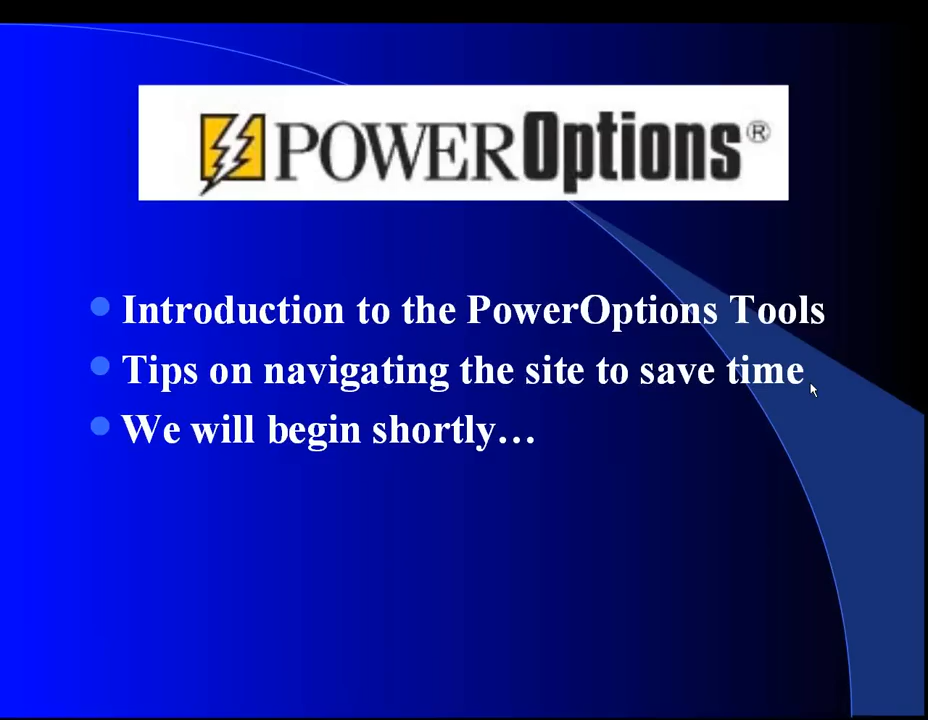 POWEROptions®
Introduction to the PowerOptions Tools
Tips on navigating the site to save time
We will begin shortly…